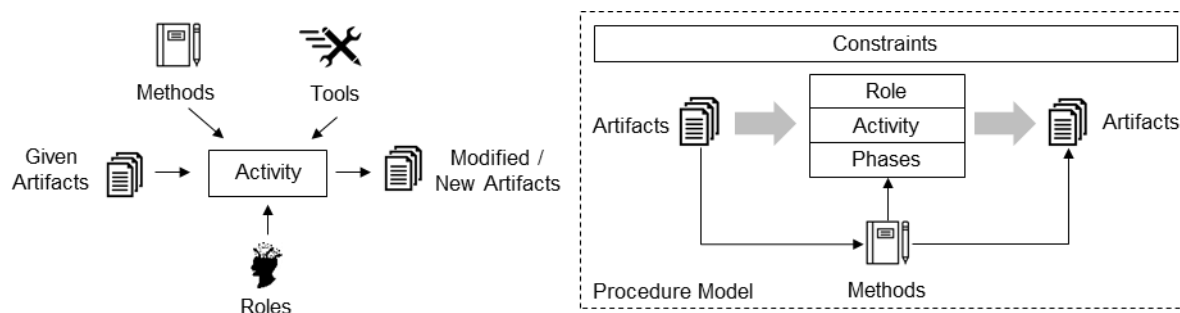 Methods
Tools
Given
Artifacts
Activity
Modified /
New Artifacts
Roles
Constraints
Artifacts
Role
Activity
Phases
Artifacts
Procedure Model
Methods